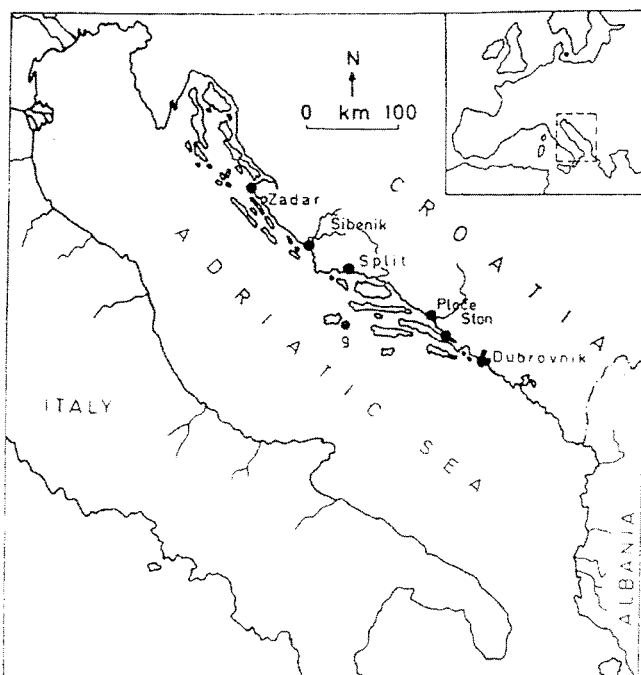 N
0 km 100
CROATIA
Zadar
Šibenik
Split
Ploče
Ston
9
Dubrovnik
ADRIATIC SEA
ITALY
ALBANIA